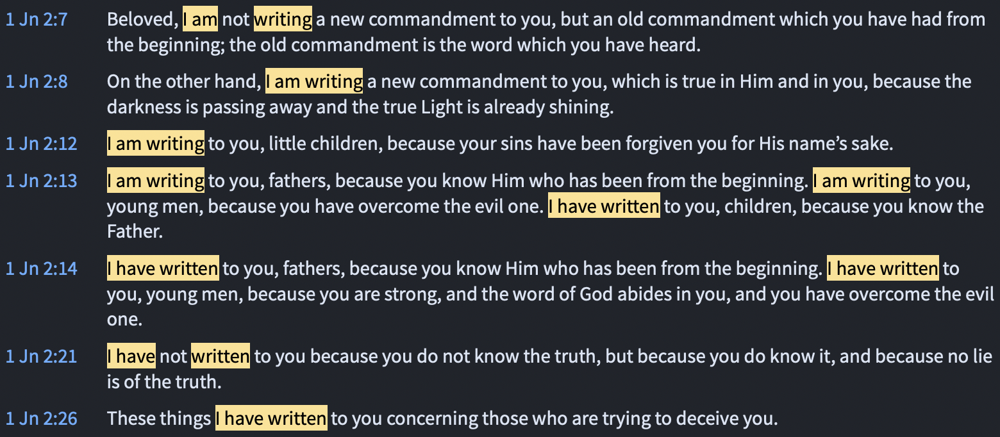 1 Jn 2:7 Beloved, I am not writing a new commandment to you, but an old commandment which you have had from
the beginning; the old commandment is the word which you have heard.
1 Jn 2:8 On the other hand, I am writing a new commandment to you, which is true in Him and in you, because the
darkness is passing away and the true Light is already shining.
1 Jn 2:12 I am writing to you, little children, because your sins have been forgiven you for His name’s sake.
1 Jn 2:13 I am writing to you, fathers, because you know Him who has been from the beginning. I am writing to you,
young men, because you have overcome the evil one. I have written to you, children, because you know the
Father.
1 Jn 2:14 I have written to you, fathers, because you know Him who has been from the beginning. I have written to
you, young men, because you are strong, and the word of God abides in you, and you have overcome the evil
one.
1 Jn 2:21 I have not written to you because you do not know the truth, but because you do know it, and because no lie
is of the truth.
1 Jn 2:26 These things I have written to you concerning those who are trying to deceive you.